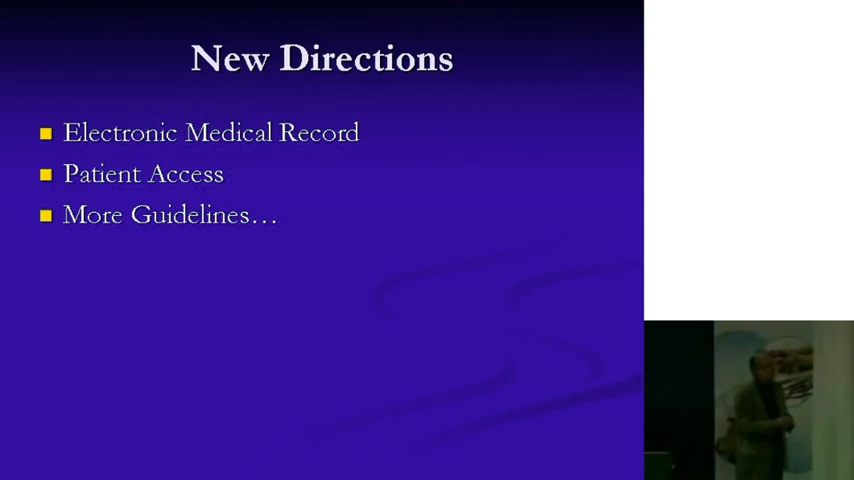 New Directions
Electronic Medical Record
Patient Access
More Guidelines…